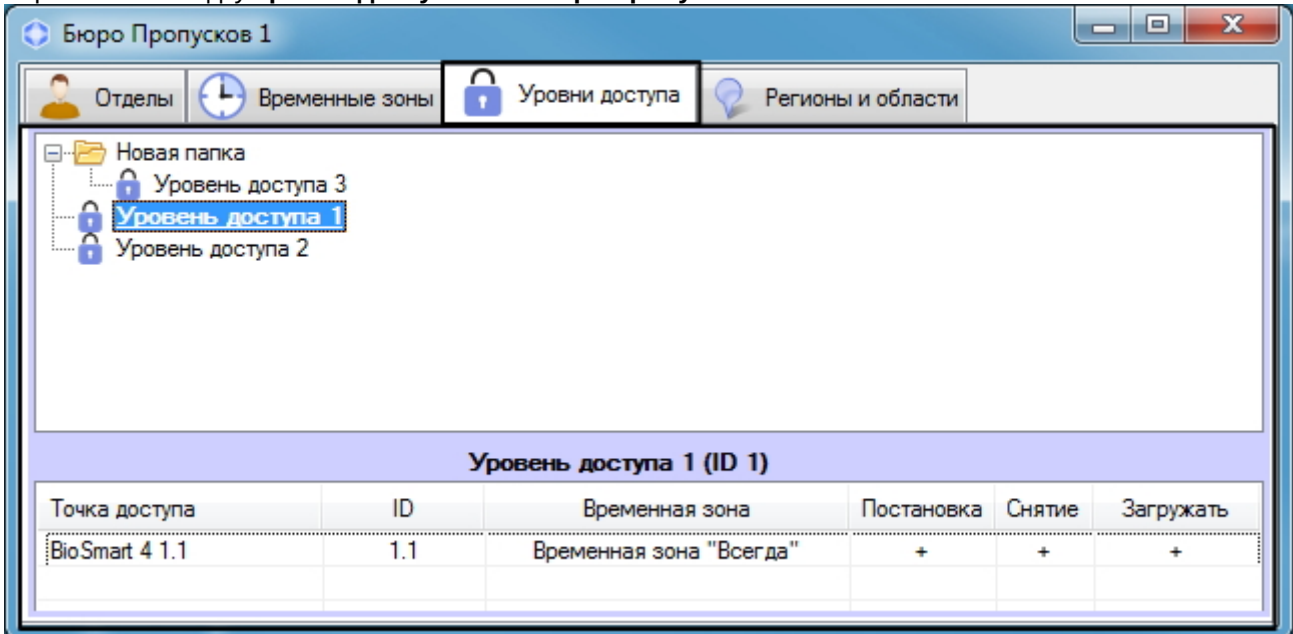 Бюро Пропусков 1
Отделы Временные зоны Уровни доступа Регионы и области
Новая папка
Уровень доступа 3
Уровень доступа 1
Уровень доступа 2
Уровень доступа 1 (ID 1)
Точка доступа ID Временная зона Постановка Снятие Загружать
BioSmart 4 1.1 1.1 Временная зона "Всегда" + + +